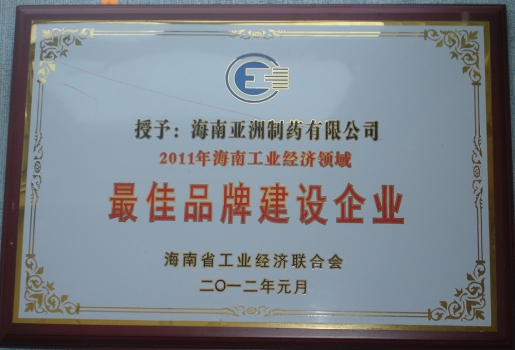 授予：海南亚洲制药有限公司
2011年海南工业经济领域
最佳品牌建设企业
海南省工业经济联合会
二〇一二年元月